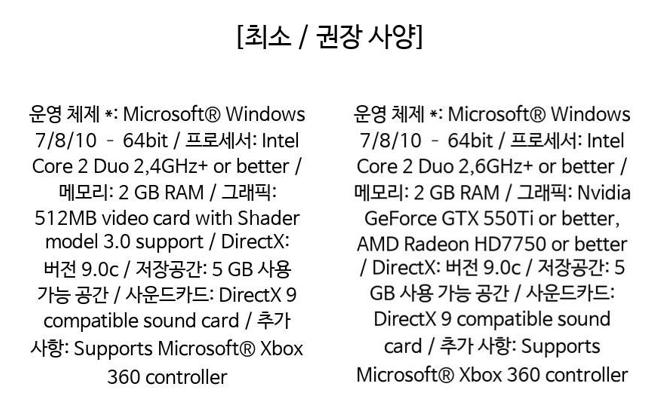 [최소 / 권장 사양]
운영 체제 *: Microsoft® Windows
7/8/10 - 64bit / 프로세서: Intel
Core 2 Duo 2,4GHz+ or better /
메모리: 2 GB RAM / 그래픽:
512MB video card with Shader
model 3.0 support / DirectX:
버전 9.0c / 저장공간: 5 GB 사용
가능 공간 / 사운드카드: DirectX 9
compatible sound card / 추가
사항: Supports Microsoft® Xbox
360 controller
운영 체제 *: Microsoft® Windows
7/8/10 - 64bit / 프로세서: Intel
Core 2 Duo 2,6GHz+ or better /
메모리: 2 GB RAM / 그래픽: Nvidia
GeForce GTX 550Ti or better,
AMD Radeon HD7750 or better
/ DirectX: 버전 9.0c / 저장공간: 5
GB 사용 가능 공간 / 사운드카드:
DirectX 9 compatible sound
card / 추가 사항: Supports
Microsoft® Xbox 360 controller